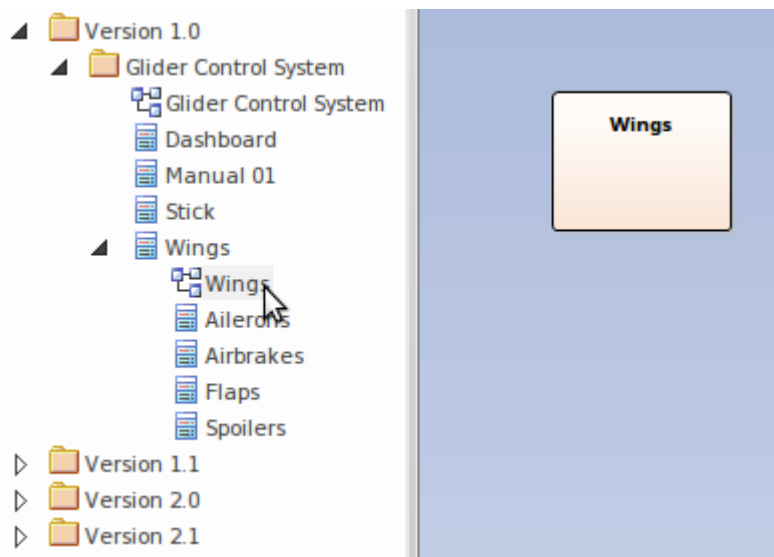 Version 1.0
Glider Control System
Glider Control System
Dashboard
Manual 01
Stick
Wings
Wings
Ailerons
Airbrakes
Flaps
Spoilers
Version 1.1
Version 2.0
Version 2.1
Wings